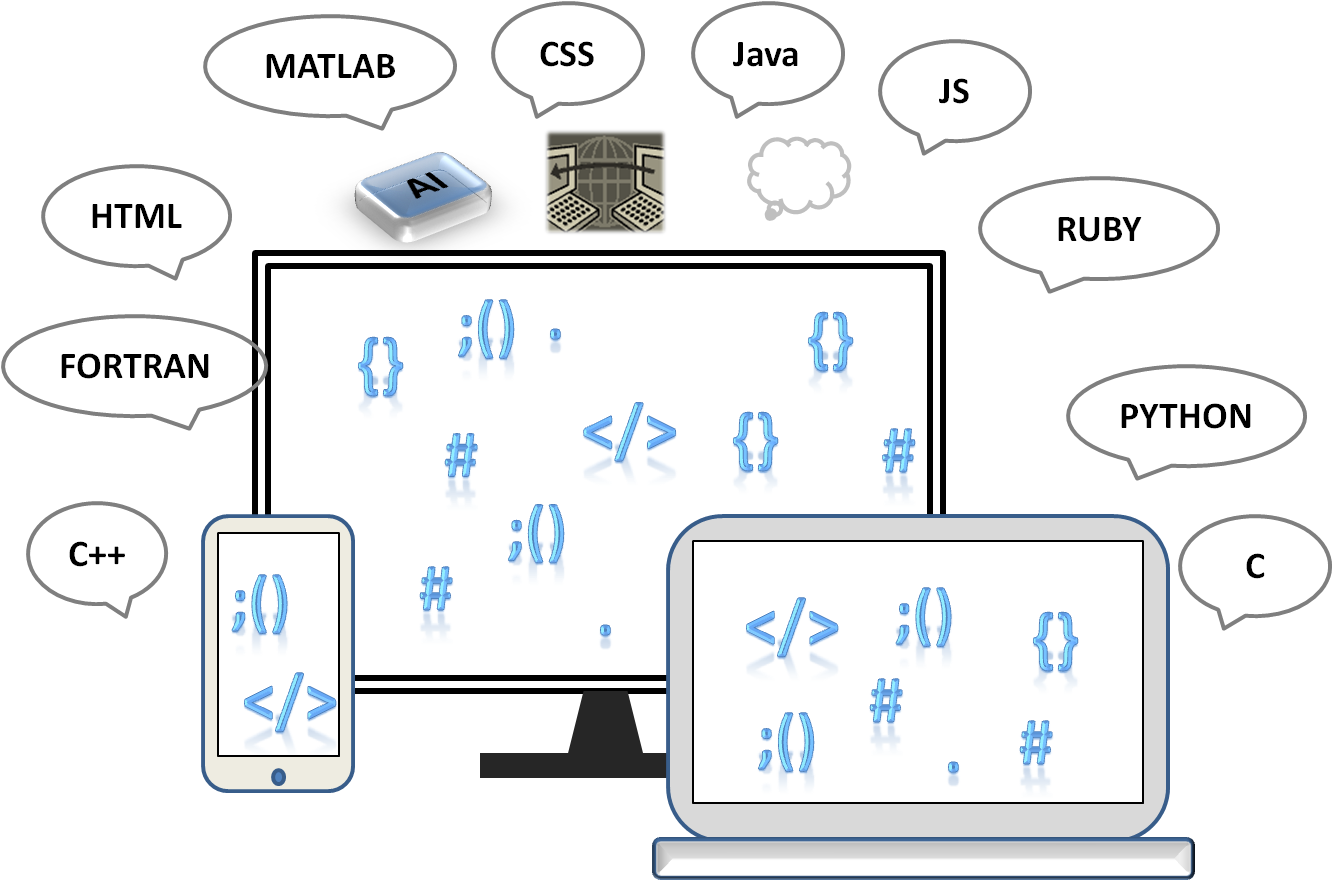 MATLAB
CSS
Java
JS
AI
HTML
RUBY
FORTRAN
PYTHON
C++
C
;() .
{}
{}
</>
{}
#
#
;()
#
.
;()
</>
</>
;()
{}
#
;()
#
.